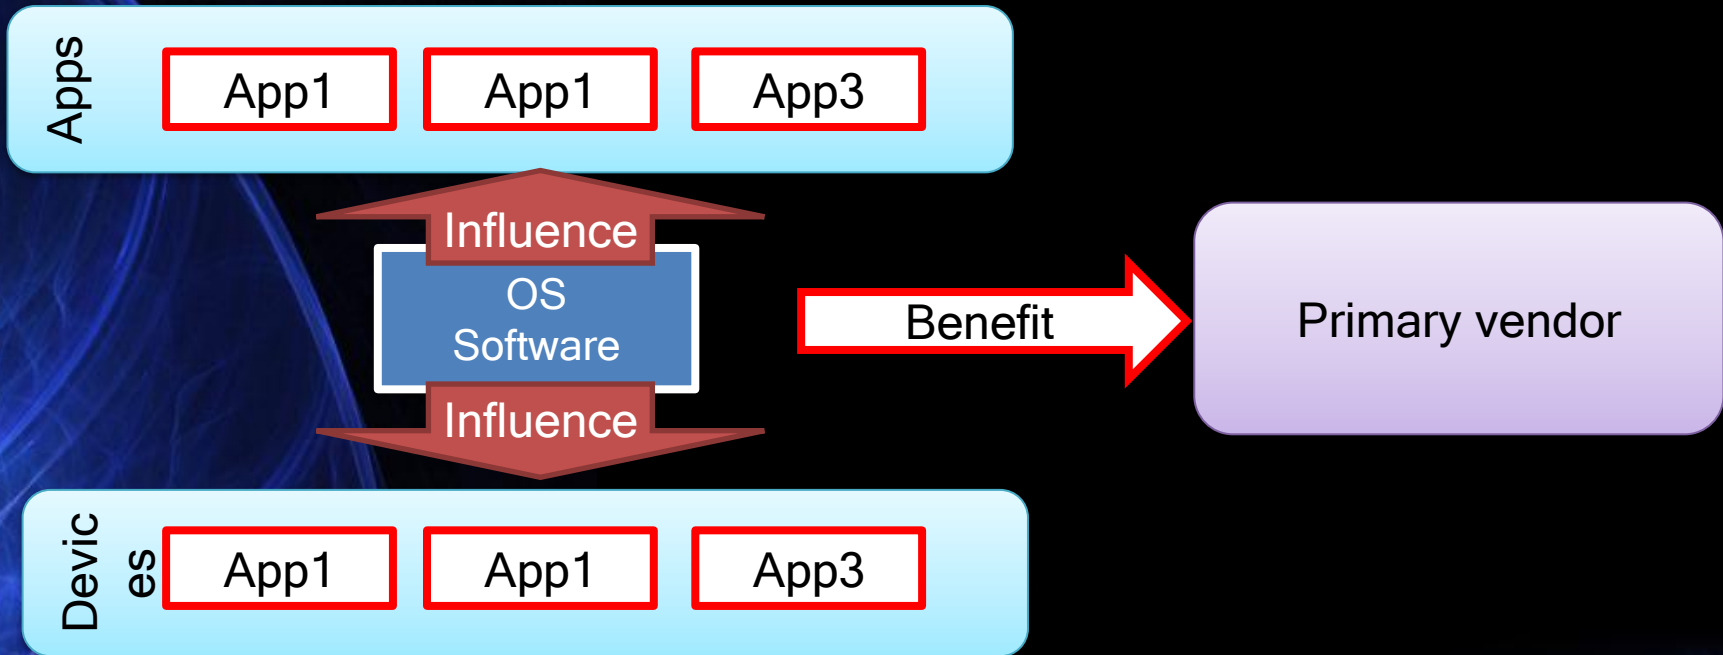 Apps
App1
App1
App3
Influence
OS
Software
Influence
Benefit
Primary vendor
Devic
es
App1
App1
App3